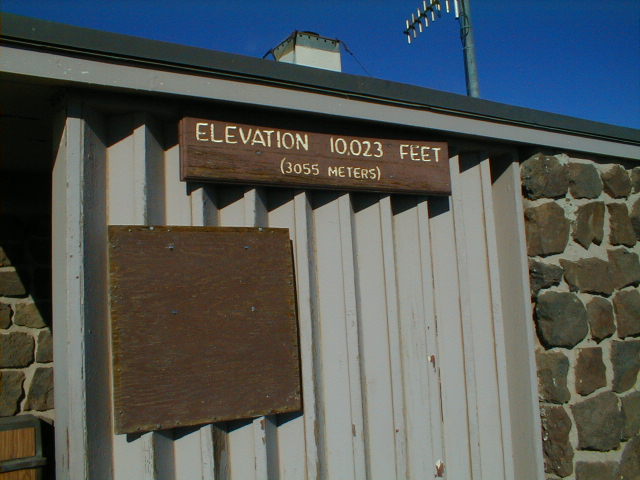 ELEVATION 10,023 FEET
(3055 METERS)